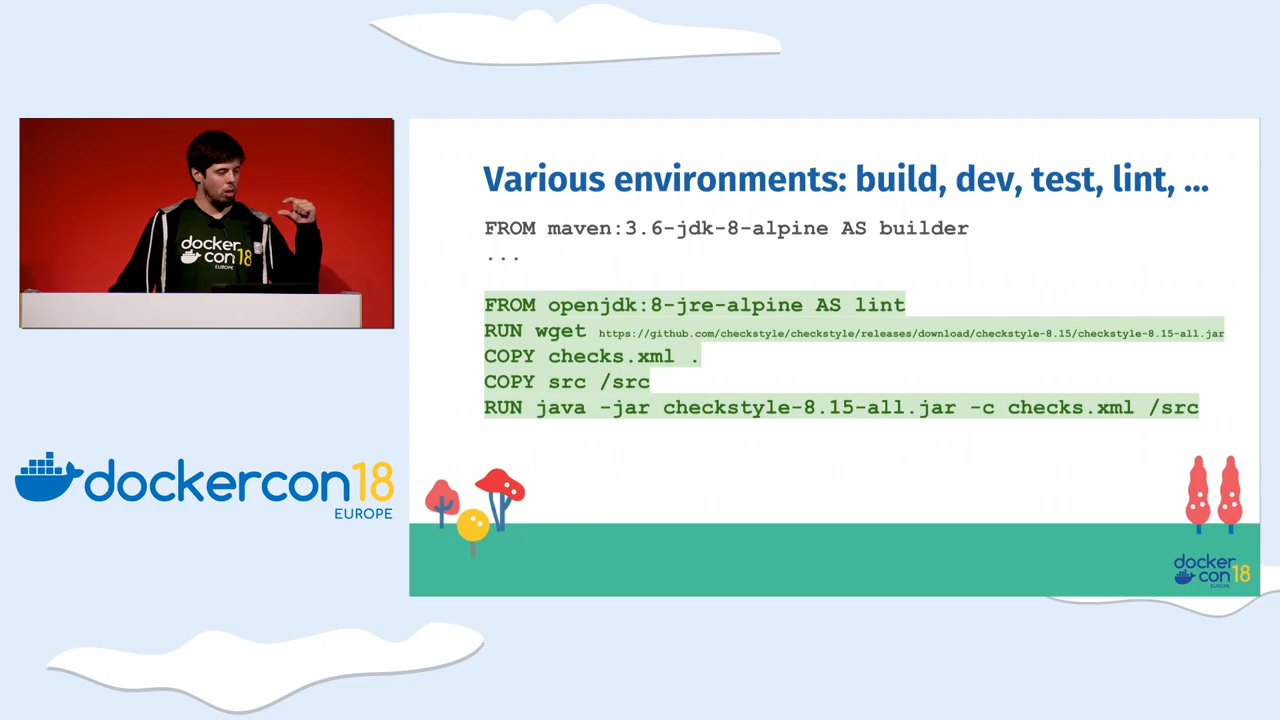 docker
con18
EUROPE
dockercon18
EUROPE
Various environments: build, dev, test, lint, ...
FROM maven:3.6-jdk-8-alpine AS builder
...
FROM openjdk:8-jre-alpine AS lint
RUN wget https://github.com/checkstyle/checkstyle/releases/download/checkstyle-8.15/checkstyle-8.15-all.jar
COPY checks.xml .
COPY src /src
RUN java -jar checkstyle-8.15-all.jar -c checks.xml /src
docker
con18
EUROPE